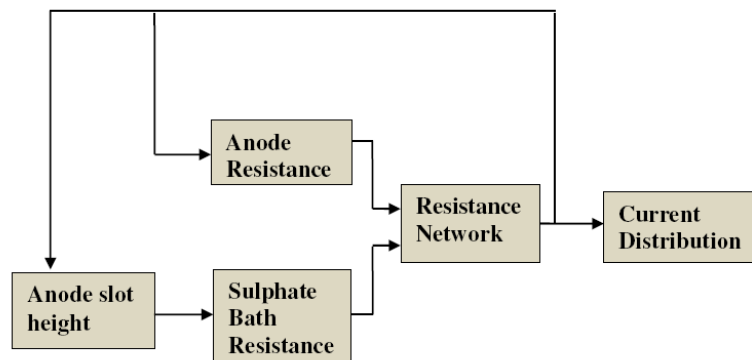 Anode
Resistance
Resistance
Network
Current
Distribution
Anode slot
height
Sulphate
Bath
Resistance